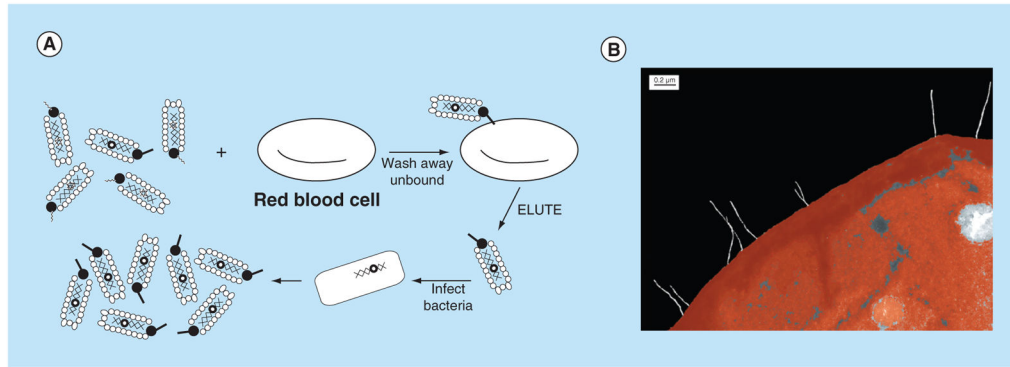 A
B
0.2 μm
+
Wash away
unbound
Red blood cell
ELUTE
Infect
bacteria